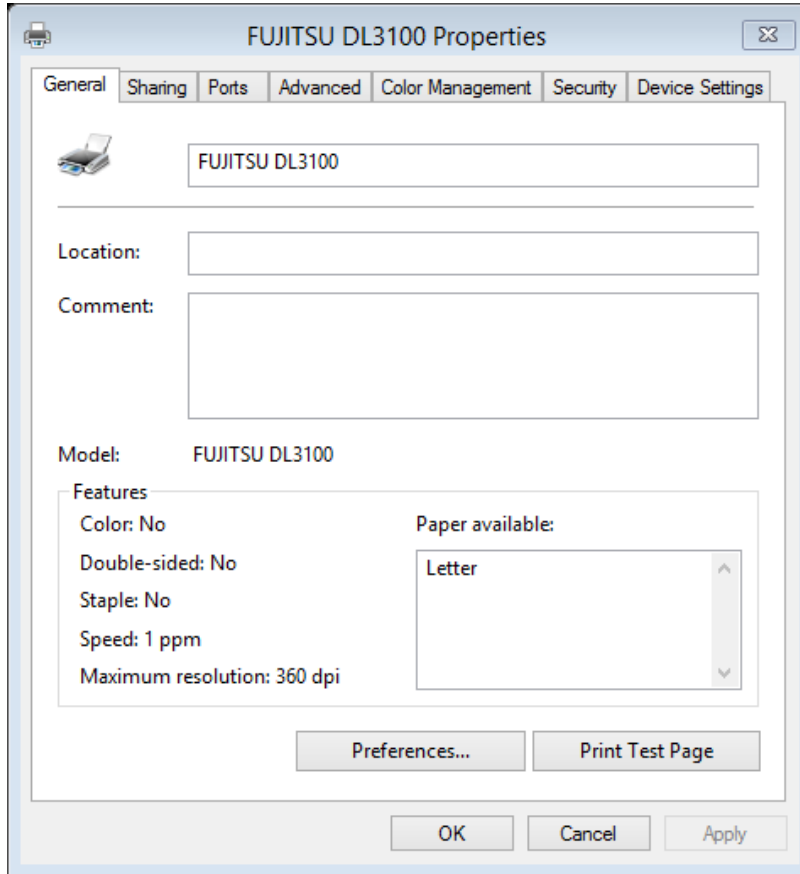 FUJITSU DL3100 Properties
General Sharing Ports Advanced Color Management Security Device Settings
FUJITSU DL3100
Location:
Comment:
Model: FUJITSU DL3100
Features
Color: No
Paper available:
Double-sided: No
Letter
Staple: No
Speed: 1 ppm
Maximum resolution: 360 dpi
Preferences... Print Test Page
OK Cancel Apply